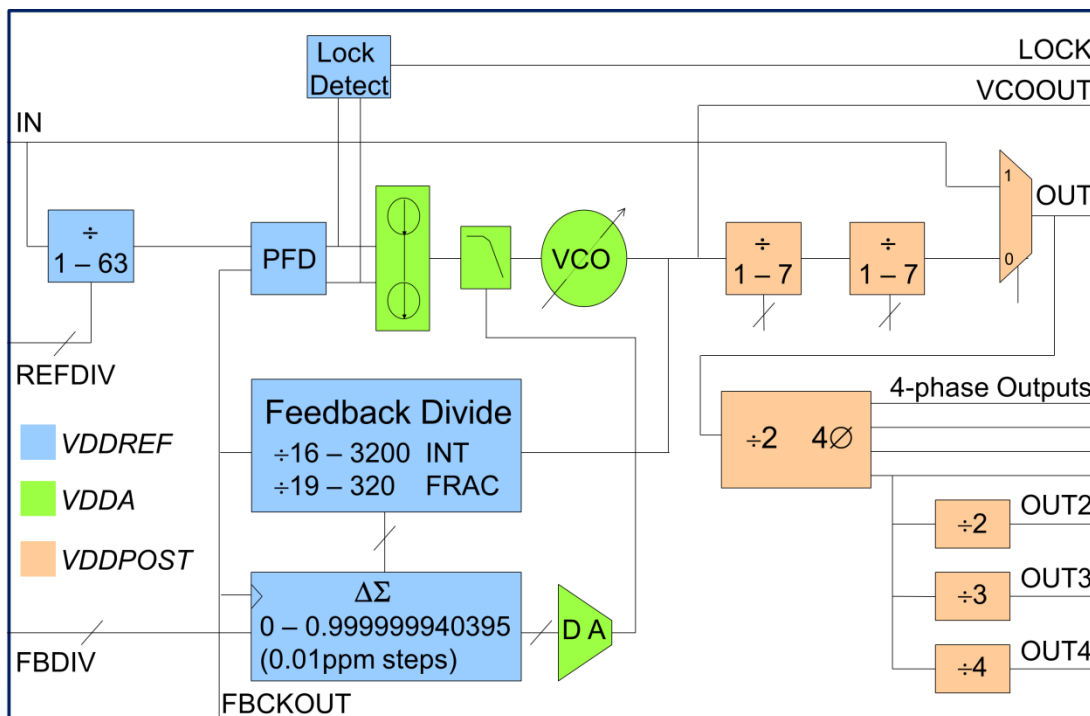 Lock
Detect
LOCK
VCOOUT
IN
1
OUT
÷
1 – 63
PFD
VCO
÷
1 – 7
÷
1 – 7
0
REFDIV
4-phase Outputs
Feedback Divide
÷16 – 3200 INT
÷19 – 320 FRAC
÷2 4∅
VDDREF
VDDA
VDDPOST
÷2
OUT2
ΔΣ
0 – 0.999999940395
(0.01ppm steps)
D A
÷3
OUT3
FBDIV
÷4
OUT4
FBCKOUT